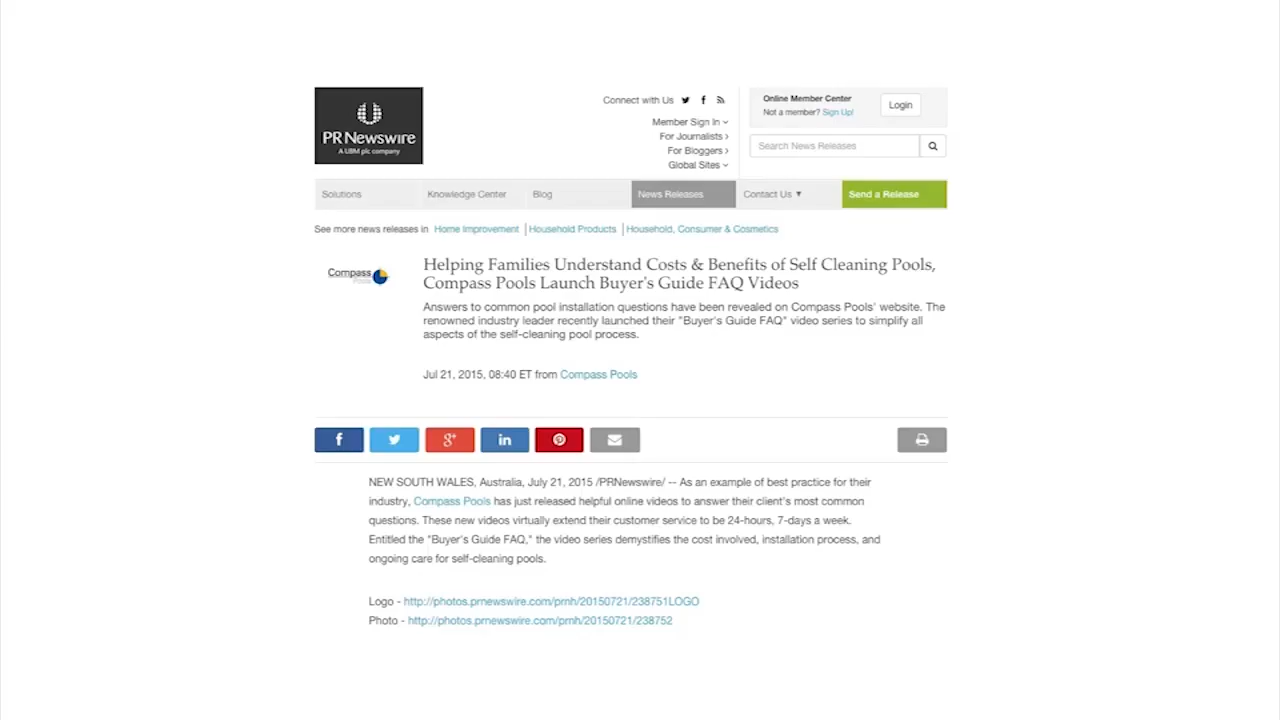 PR Newswire
A UBM plc company
Connect with Us
Member Sign In
For Journalists
For Bloggers
Global Sites
Online Member Center
Not a member? Sign Up!
Login
Search News Releases
Solutions
Knowledge Center
Blog
News Releases
Contact Us
Send a Release
See more news releases in Home Improvement | Household Products | Household, Consumer & Cosmetics
Compass
Pools
Helping Families Understand Costs & Benefits of Self Cleaning Pools,
Compass Pools Launch Buyer's Guide FAQ Videos
Answers to common pool installation questions have been revealed on Compass Pools' website. The
renowned industry leader recently launched their "Buyer's Guide FAQ" video series to simplify all
aspects of the self-cleaning pool process.
Jul 21, 2015, 08:40 ET from Compass Pools
f
g+
in
NEW SOUTH WALES, Australia, July 21, 2015 /PRNewswire/ -- As an example of best practice for their
industry, Compass Pools has just released helpful online videos to answer their client's most common
questions. These new videos virtually extend their customer service to be 24-hours, 7-days a week.
Entitled the "Buyer's Guide FAQ," the video series demystifies the cost involved, installation process, and
ongoing care for self-cleaning pools.
Logo - http://photos.prnewswire.com/prnh/20150721/238751LOGO
Photo - http://photos.prnewswire.com/prnh/20150721/238752